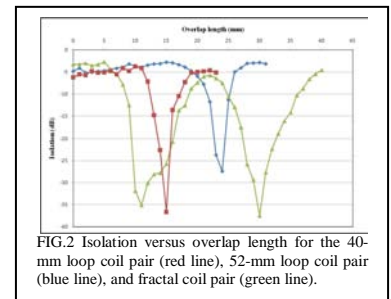 Overlap length (mm)
0 5 10 15 20 25 30 35 40 45
Isolation (dB)
FIG.2 Isolation versus overlap length for the 40-
mm loop coil pair (red line), 52-mm loop coil pair
(blue line), and fractal coil pair (green line).